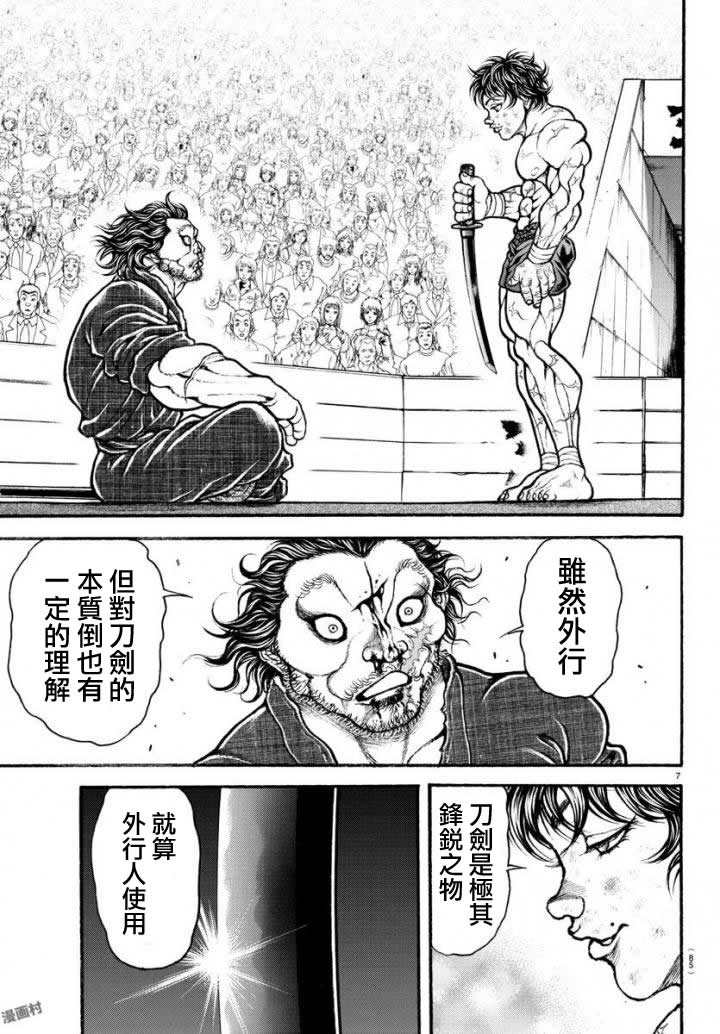 雖然外行
但對刀劍的
本質倒也有
一定的理解
7
刀劍是極其
鋒鋭之物
就算
外行人使用
(85)
漫画村